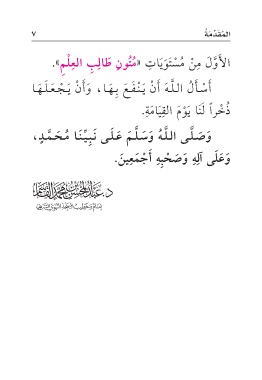 المُقَدِّمَةُ ٧
الأَوَّلَ مِنْ مُسْتَوَيَاتِ «مُتُونِ طَالِبِ العِلْمِ».
أَسْأَلُ اللَّهَ أَنْ يَنْفَعَ بِهَا، وَأَنْ يَجْعَلَهَا
ذُخْراً لَنَا يَوْمَ القِيَامَةِ.
وَصَلَّى اللَّهُ وَسَلَّمَ عَلَى نَبِيِّنَا مُحَمَّدٍ،
وَعَلَى آلِهِ وَصَحْبِهِ أَجْمَعِينَ.
د. عبد المحسن بن محمد القاسم
إمام وخطيب المسجد النبوي الشريف